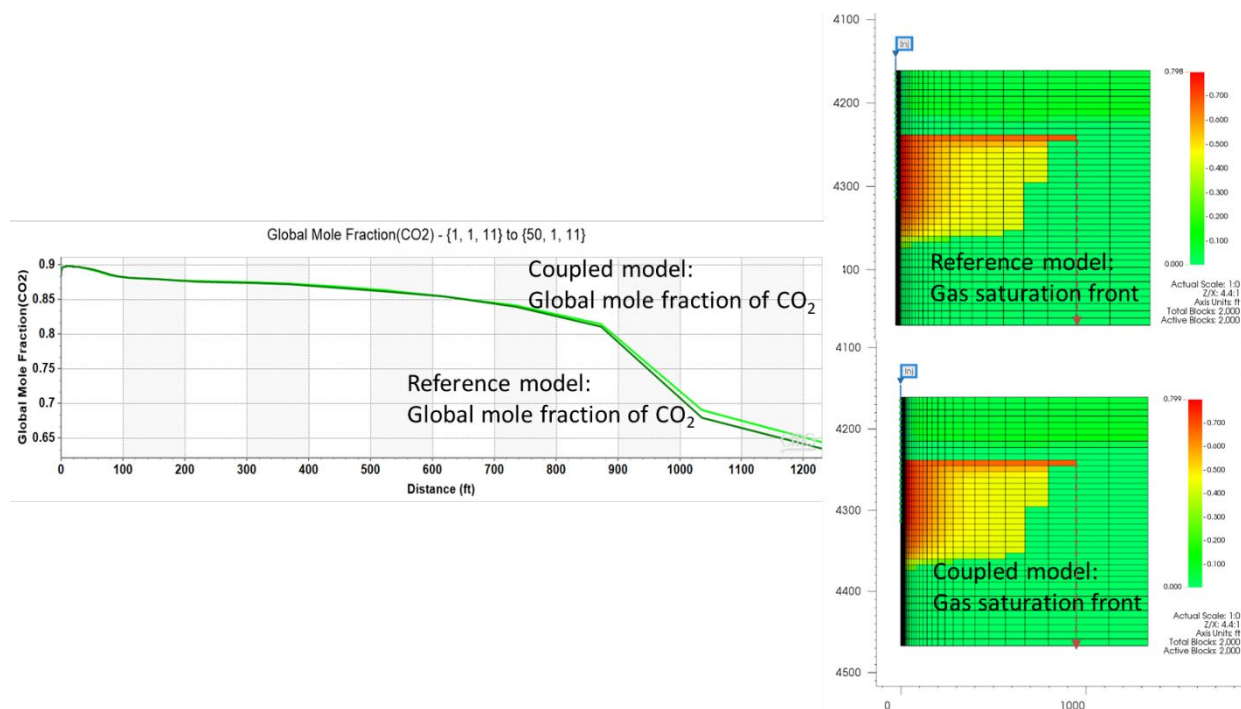 Global Mole Fraction(CO2) - {1, 1, 11} to {50, 1, 11}
Global Mole Fraction(CO2)
0.9
0.85
0.8
0.75
0.7
0.65
Coupled model:
Global mole fraction of CO₂
Reference model:
Global mole fraction of CO₂
0 100 200 300 400 500 600 700 800 900 1000 1100 1200
Distance (ft)
4100
4200
4300
100
Inj
0.798
0.700
0.600
0.500
0.400
0.300
0.200
0.100
0.000
Reference model:
Gas saturation front
Actual Scale: 1:0
Z/X: 4.4:1
Axis Units: ft
Total Blocks: 2,000
Active Blocks: 2,000
4100
4200
4300
4400
4500
Inj
0.799
0.700
0.600
0.500
0.400
0.300
0.200
0.100
0.000
Coupled model:
Gas saturation front
Actual Scale: 1:0
Z/X: 4.4:1
Axis Units: ft
Total Blocks: 2,000
Active Blocks: 2,000
0 1000